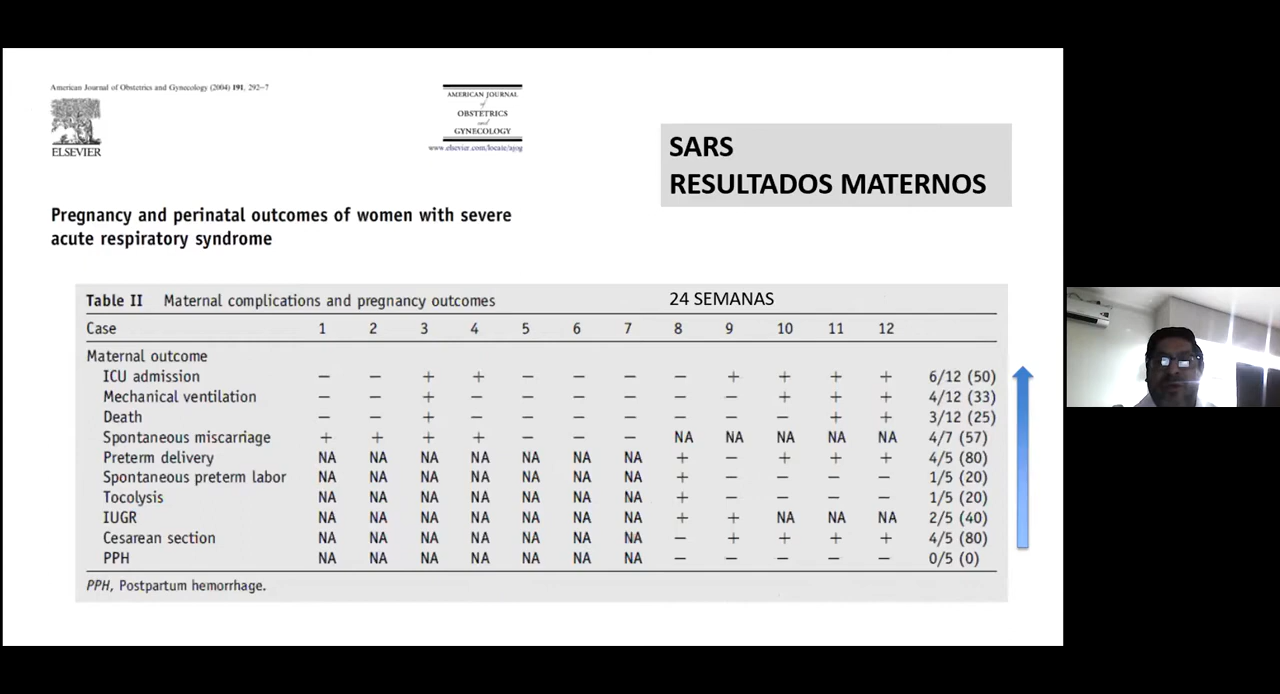 American Journal of Obstetrics and Gynecology (2004) 191, 292–7
ELSEVIER
AMERICAN JOURNAL
of
OBSTETRICS
and
GYNECOLOGY
www.elsevier.com/locate/ajog
SARS
RESULTADOS MATERNOS
Pregnancy and perinatal outcomes of women with severe
acute respiratory syndrome
Table II Maternal complications and pregnancy outcomes 24 SEMANAS
Case 1 2 3 4 5 6 7 8 9 10 11 12
Maternal outcome
ICU admission − − + + − − − − + + + + 6/12 (50)
Mechanical ventilation − − + − − − − − − + + + 4/12 (33)
Death − − + − − − − − − − + + 3/12 (25)
Spontaneous miscarriage + + + + − − − NA NA NA NA NA 4/7 (57)
Preterm delivery NA NA NA NA NA NA NA + − + + + 4/5 (80)
Spontaneous preterm labor NA NA NA NA NA NA NA + − − − − 1/5 (20)
Tocolysis NA NA NA NA NA NA NA + − − − − 1/5 (20)
IUGR NA NA NA NA NA NA NA + + NA NA NA 2/5 (40)
Cesarean section NA NA NA NA NA NA NA − + + + + 4/5 (80)
PPH NA NA NA NA NA NA NA − − − − − 0/5 (0)
PPH, Postpartum hemorrhage.